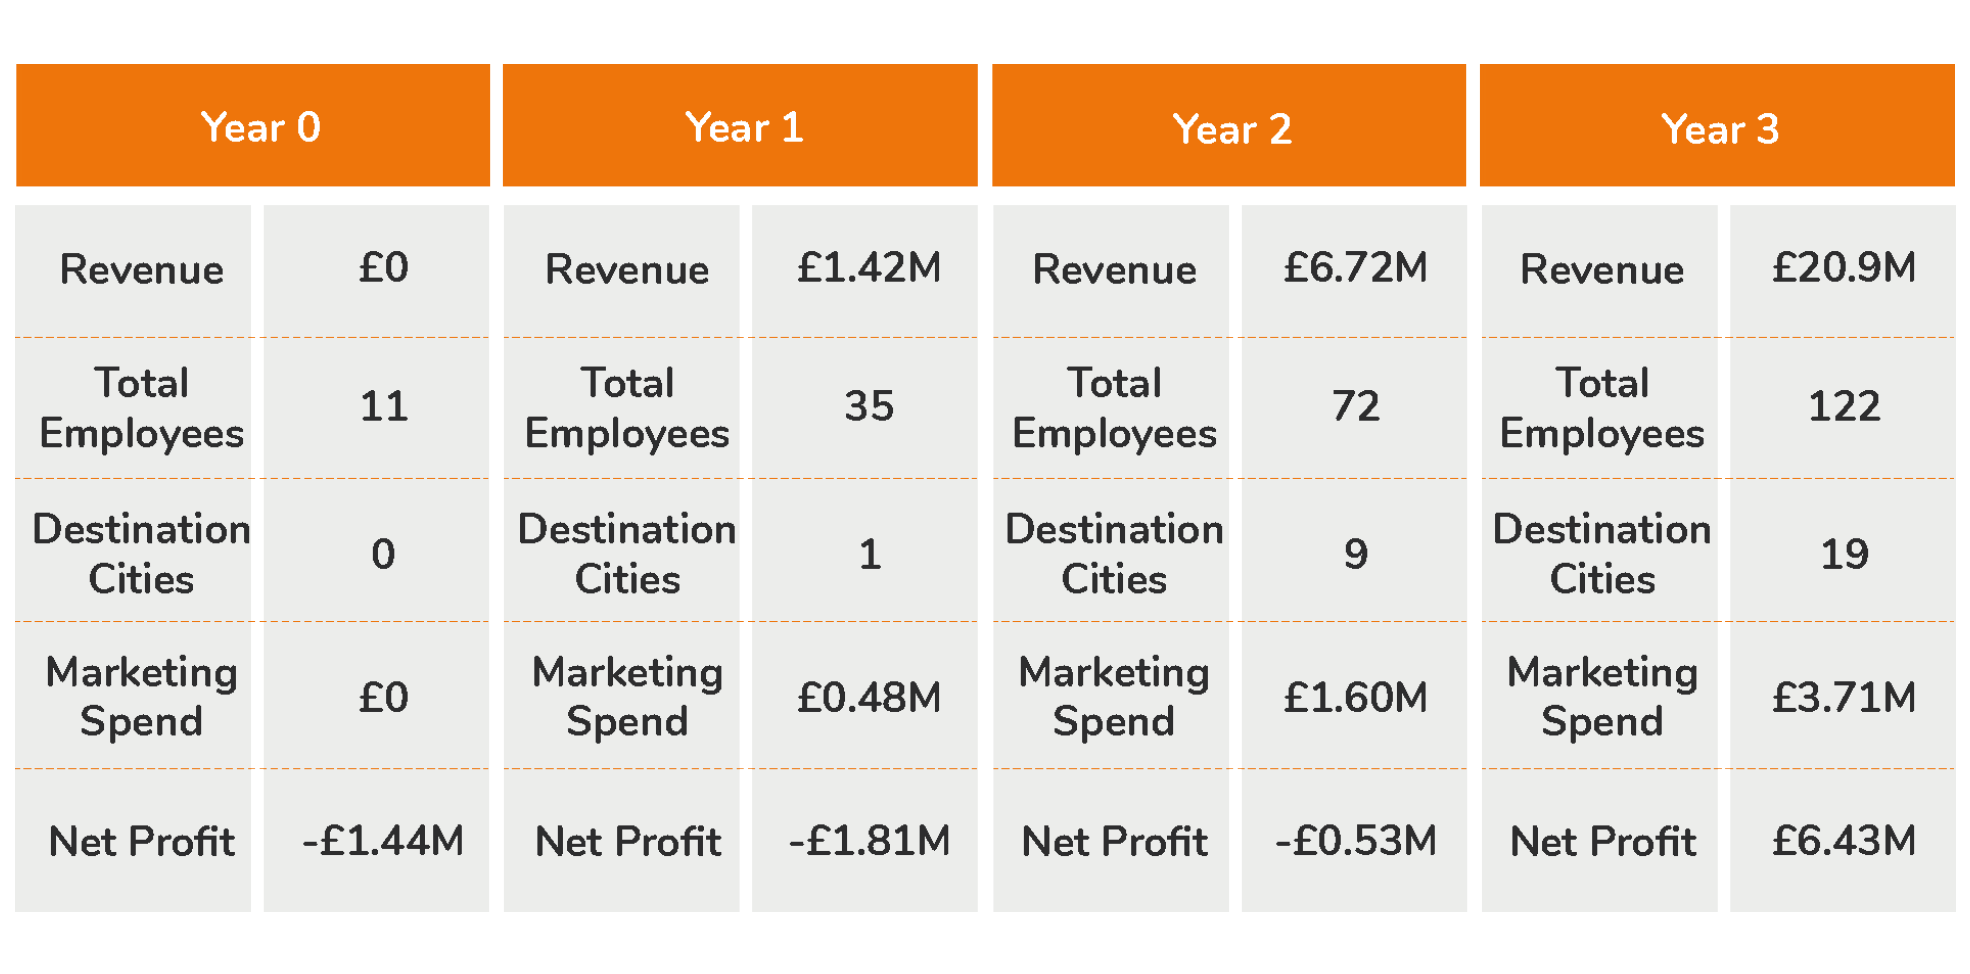 Year 0
Year 1
Year 2
Year 3
Revenue
£0
Revenue
£1.42M
Revenue
£6.72M
Revenue
£20.9M
Total
Employees
11
Total
Employees
35
Total
Employees
72
Total
Employees
122
Destination
Cities
0
Destination
Cities
1
Destination
Cities
9
Destination
Cities
19
Marketing
Spend
£0
Marketing
Spend
£0.48M
Marketing
Spend
£1.60M
Marketing
Spend
£3.71M
Net Profit
-£1.44M
Net Profit
-£1.81M
Net Profit
-£0.53M
Net Profit
£6.43M